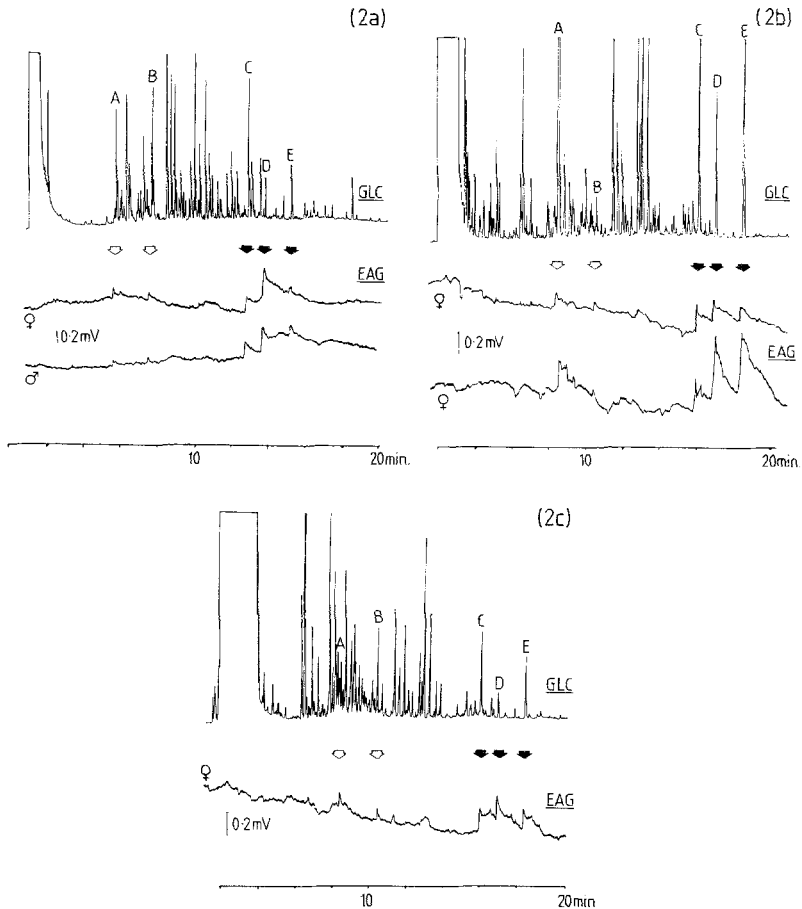 (2a)
A
B
C
D
E
GLC
EAG
♀
0.2mV
♂
10
20min.
(2b)
A
B
C
D
E
GLC
EAG
♀
0.2mV
♀
10
20min.
(2c)
A
B
C
D
E
GLC
♀
EAG
0.2mV
10
20min.